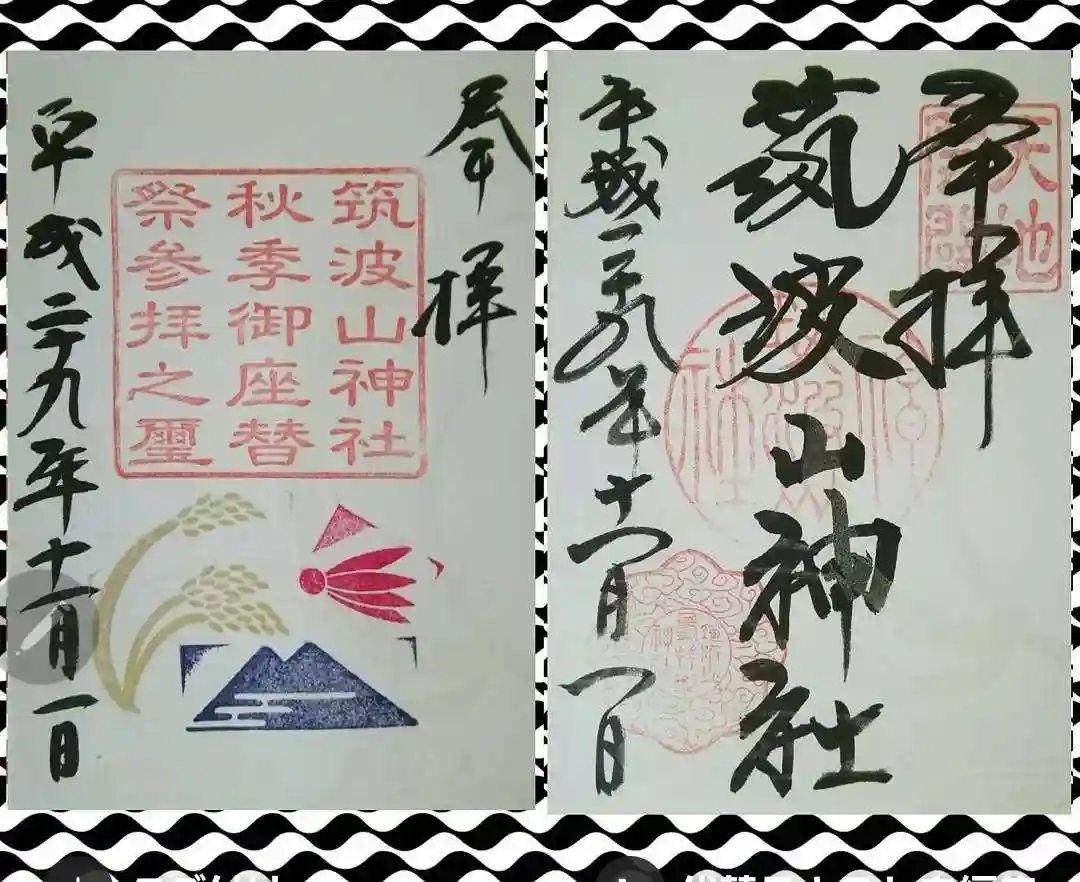 奉拝
筑波山神社
秋季御座替
祭参拝之璽
平成二十九年十一月一日
奉拝
天地
筑波山神社
平成二十九年十一月一日